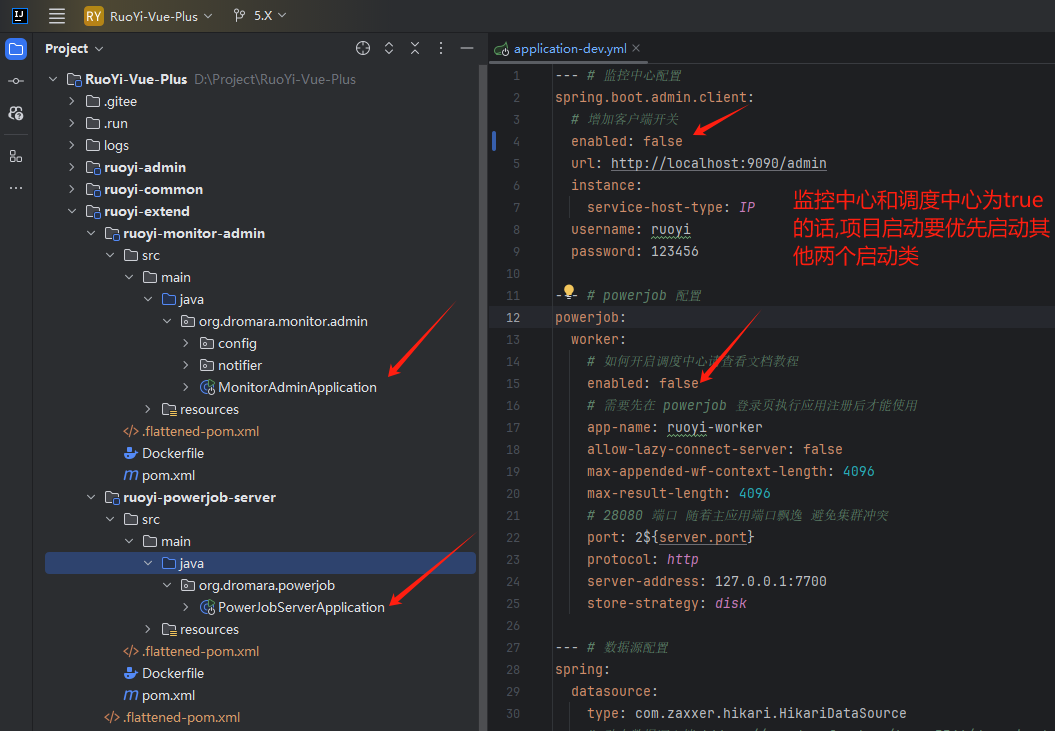 RY RuoYi-Vue-Plus 5.X
Project
RuoYi-Vue-Plus D:\Project\RuoYi-Vue-Plus
.gitee
.run
logs
ruoyi-admin
ruoyi-common
ruoyi-extend
ruoyi-monitor-admin
src
main
java
org.dromara.monitor.admin
config
notifier
MonitorAdminApplication
resources
.flattened-pom.xml
Dockerfile
pom.xml
ruoyi-powerjob-server
src
main
java
org.dromara.powerjob
PowerJobServerApplication
resources
.flattened-pom.xml
Dockerfile
pom.xml
.flattened-pom.xml
application-dev.yml
1 --- # 监控中心配置
2 spring.boot.admin.client:
3 # 增加客户端开关
4 enabled: false
5 url: http://localhost:9090/admin
6 instance:
7 service-host-type: IP
8 username: ruoyi
9 password: 123456
10
11 --- # powerjob 配置
12 powerjob:
13 worker:
14 # 如何开启调度中心请查看文档教程
15 enabled: false
16 # 需要先在 powerjob 登录页执行应用注册后才能使用
17 app-name: ruoyi-worker
18 allow-lazy-connect-server: false
19 max-appended-wf-context-length: 4096
20 max-result-length: 4096
21 # 28080 端口 随着主应用端口飘逸 避免集群冲突
22 port: 2${server.port}
23 protocol: http
24 server-address: 127.0.0.1:7700
25 store-strategy: disk
26
27 --- # 数据源配置
28 spring:
29 datasource:
30 type: com.zaxxer.hikari.HikariDataSource
监控中心和调度中心为true
的话,项目启动要优先启动其
他两个启动类